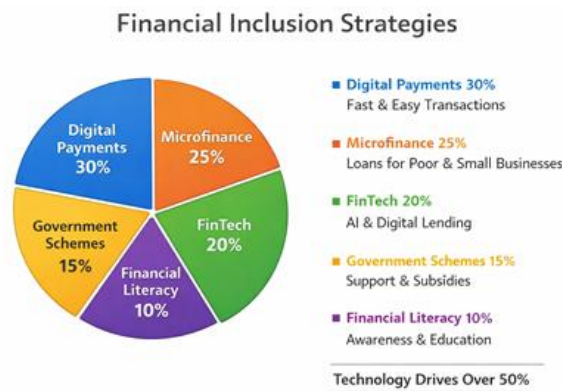 Financial Inclusion Strategies
Digital
Payments
30%
Microfinance
25%
FinTech
20%
Financial
Literacy
10%
Government
Schemes
15%
Digital Payments 30%
Fast & Easy Transactions
Microfinance 25%
Loans for Poor & Small Businesses
FinTech 20%
AI & Digital Lending
Government Schemes 15%
Support & Subsidies
Financial Literacy 10%
Awareness & Education
Technology Drives Over 50%